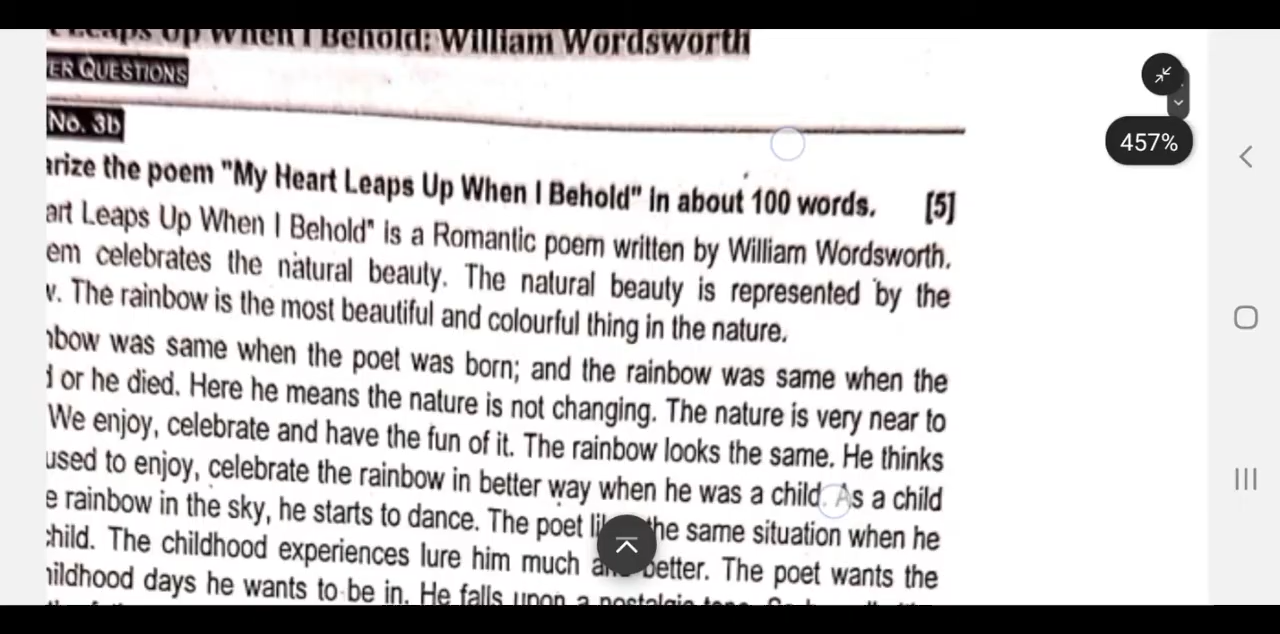 Leaps Up When I Behold: William Wordsworth
ER QUESTIONS
No. 3b
457%
arize the poem "My Heart Leaps Up When I Behold" In about 100 words. [5]
art Leaps Up When I Behold" is a Romantic poem written by William Wordsworth.
em celebrates the natural beauty. The natural beauty is represented by the
w. The rainbow is the most beautiful and colourful thing in the nature.
nbow was same when the poet was born; and the rainbow was same when the
d or he died. Here he means the nature is not changing. The nature is very near to
We enjoy, celebrate and have the fun of it. The rainbow looks the same. He thinks
used to enjoy, celebrate the rainbow in better way when he was a child. As a child
e rainbow in the sky, he starts to dance. The poet the same situation when he
child. The childhood experiences lure him much better. The poet wants the
hildhood days he wants to be in. He falls upon a nostalgic